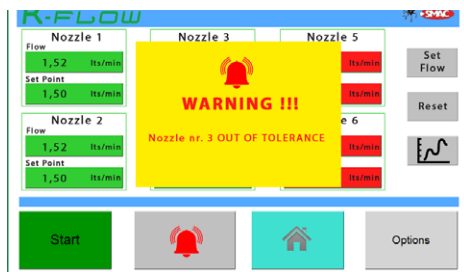 R-FLOW
SMAC
Nozzle 1
Flow
1,52 lts/min
Set Point
1,50 lts/min
Nozzle 2
Flow
1,52 lts/min
Set Point
1,50 lts/min
Nozzle 3
Nozzle 5
lts/min
lts/min
e 6
lts/min
lts/min
WARNING !!!
Nozzle nr. 3 OUT OF TOLERANCE
Set
Flow
Reset
Start
Options